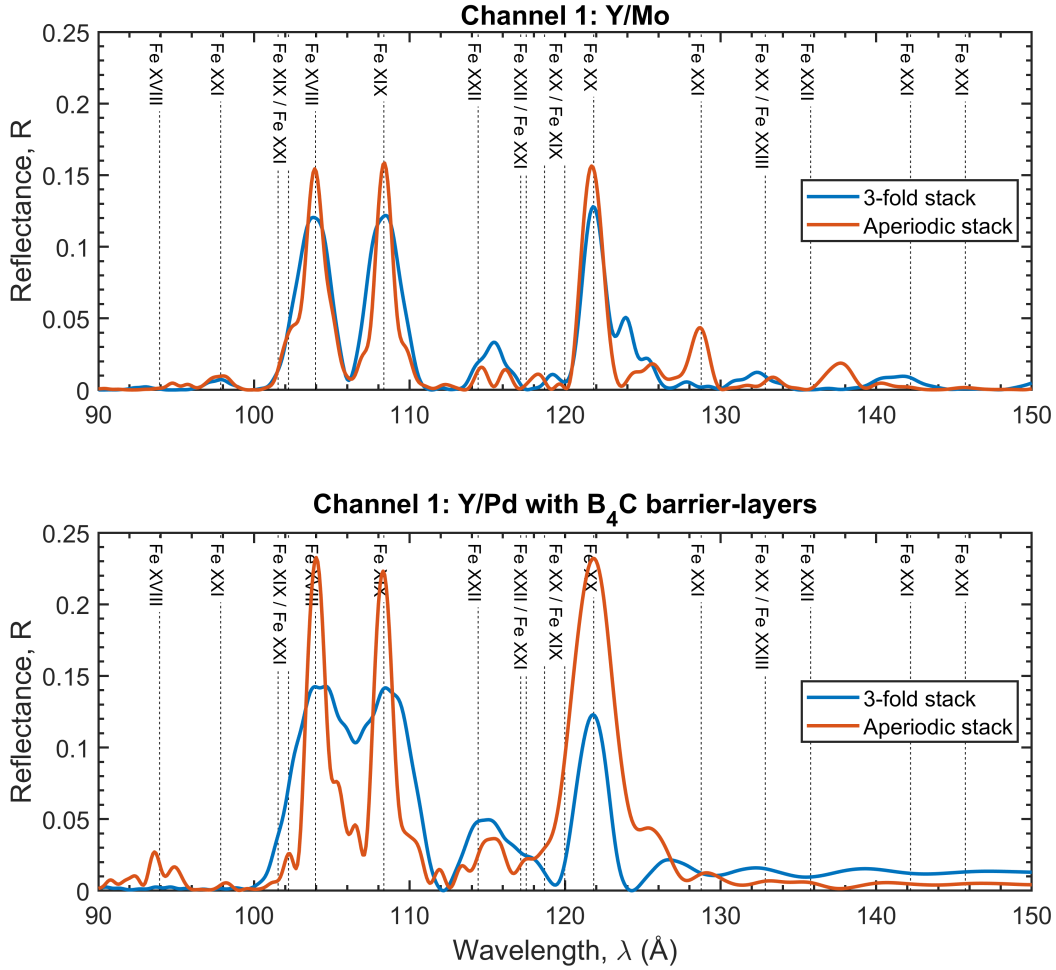 Channel 1: Y/Mo
0.25
0.2
0.15
0.1
0.05
0
Reflectance, R
Fe XVIII
Fe XXI
Fe XIX / Fe XXI
Fe XVIII
Fe XIX
Fe XXII
Fe XXII / Fe XXI
Fe XX / Fe XIX
Fe XX
Fe XXI
Fe XX / Fe XXIII
Fe XXII
Fe XXI
Fe XXI
3-fold stack
Aperiodic stack
90 100 110 120 130 140 150
Channel 1: Y/Pd with B4C barrier-layers
0.25
0.2
0.15
0.1
0.05
0
Reflectance, R
Fe XVIII
Fe XXI
Fe XIX / Fe XXI
Fe XVIII
Fe XIX
Fe XXII
Fe XXII / Fe XXI
Fe XX / Fe XIX
Fe XX
Fe XXI
Fe XX / Fe XXIII
Fe XXII
Fe XXI
Fe XXI
3-fold stack
Aperiodic stack
90 100 110 120 130 140 150
Wavelength, λ (Å)